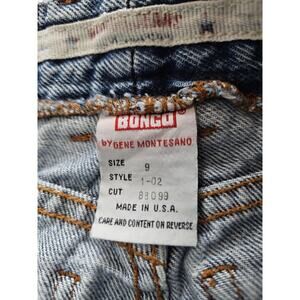 BONGO
BY GENE MONTESANO
SIZE 9
STYLE 1-02
CUT 88099
MADE IN U.S.A.
CARE AND CONTENT ON REVERSE